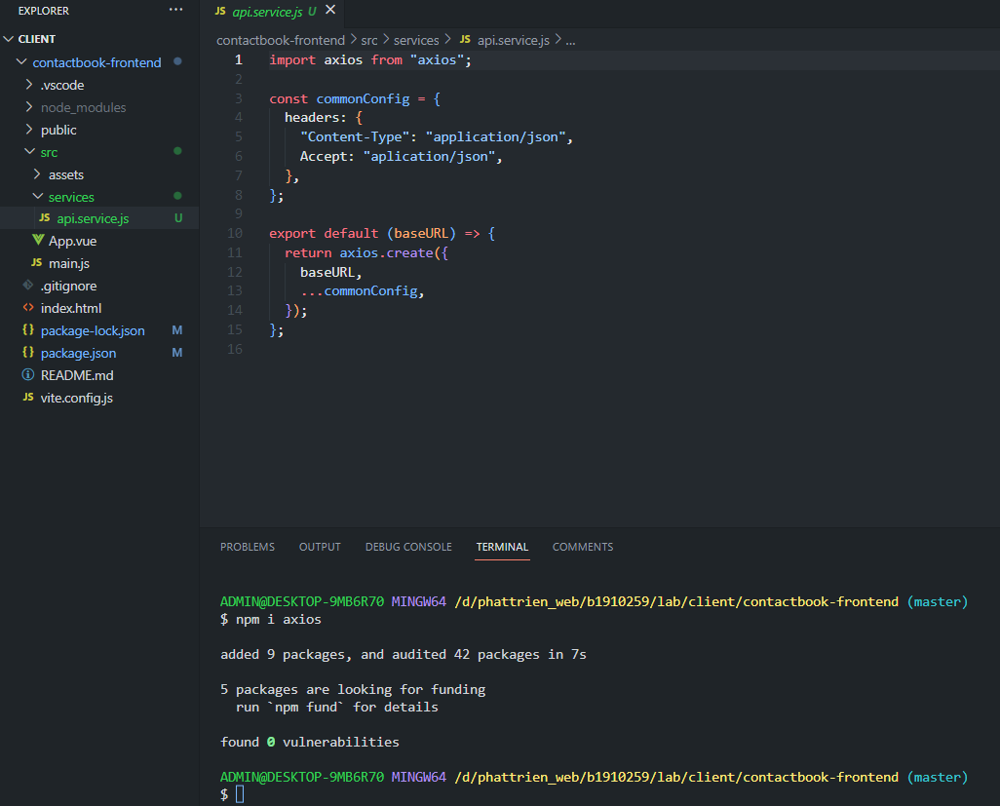 EXPLORER
...
CLIENT
contactbook-frontend
.vscode
node_modules
public
src
assets
services
JS api.service.js U
App.vue
JS main.js
.gitignore
<> index.html
{} package-lock.json M
{} package.json M
README.md
JS vite.config.js
JS api.service.js U
contactbook-frontend > src > services > JS api.service.js > ...
1 import axios from "axios";
2
3 const commonConfig = {
4 headers: {
5 "Content-Type": "application/json",
6 Accept: "aplication/json",
7 },
8 };
9
10 export default (baseURL) => {
11 return axios.create({
12 baseURL,
13 ...commonConfig,
14 });
15 };
16
PROBLEMS OUTPUT DEBUG CONSOLE TERMINAL COMMENTS
ADMIN@DESKTOP-9MB6R70 MINGW64 /d/phattrien_web/b1910259/lab/client/contactbook-frontend (master)
$ npm i axios
added 9 packages, and audited 42 packages in 7s
5 packages are looking for funding
run `npm fund` for details
found 0 vulnerabilities
ADMIN@DESKTOP-9MB6R70 MINGW64 /d/phattrien_web/b1910259/lab/client/contactbook-frontend (master)
$